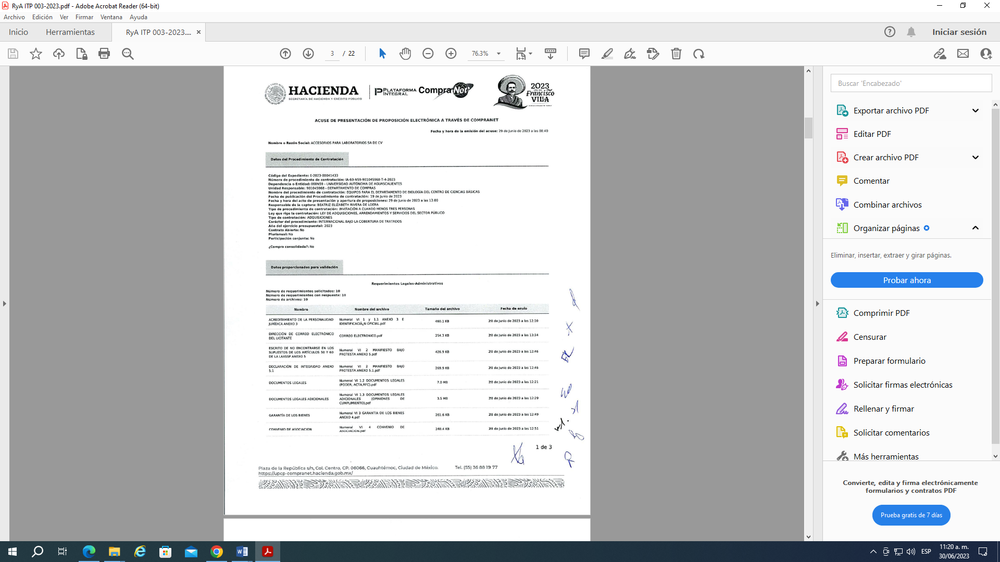 RyA ITP 003-2023.pdf - Adobe Acrobat Reader (64-bit)
Archivo Edición Ver Firmar Ventana Ayuda
Inicio Herramientas RyA ITP 003-2023.... × Iniciar sesión
3 / 22 76.3%
HACIENDA
SECRETARÍA DE HACIENDA Y CRÉDITO PÚBLICO
PLATAFORMA INTEGRAL CompraNet
2023
AÑO DE
Francisco
VILLA
ACUSE DE PRESENTACIÓN DE PROPOSICIÓN ELECTRÓNICA A TRAVÉS DE COMPRANET
Fecha y hora de la emisión del acuse: 29 de Junio de 2023 a las 08:40
Nombre o Razón Social: ACCESORIOS PARA LABORATORIOS SA DE CV
Datos del Procedimiento de Contratación
Código del Expediente: E-2023-00041433
Número de procedimiento de contratación: IA-60-N59-901045968-T-4-2023
Dependencia o Entidad: 060N59 - UNIVERSIDAD AUTÓNOMA DE AGUASCALIENTES
Unidad Responsable: 901045968 - DEPARTAMENTO DE COMPRAS
Nombre del procedimiento de contratación: EQUIPOS PARA EL DEPARTAMENTO DE BIOLOGÍA DEL CENTRO DE CIENCIAS BÁSICAS
Fecha de publicación del Procedimiento de contratación: 19 de Junio de 2023
Fecha y hora del acto de presentación y apertura de proposiciones: 29 de Junio de 2023 a las 13:00
Responsable de la captura: BEATRIZ ELIZABETH RIVERA DE LOERA
Tipo de procedimiento de contratación: INVITACIÓN A CUANDO MENOS TRES PERSONAS
Ley que rige la contratación: LEY DE ADQUISICIONES, ARRENDAMIENTOS Y SERVICIOS DEL SECTOR PÚBLICO
Tipo de contratación: ADQUISICIONES
Carácter del procedimiento: INTERNACIONAL BAJO LA COBERTURA DE TRATADOS
Año del ejercicio presupuestal: 2023
Contrato Abierto: No
Plurianual: No
Participación conjunta: No
¿Compra consolidada?: No
Datos proporcionados para validación
Requerimientos Legales-Administrativos
Número de requerimientos solicitados: 10
Número de requerimientos con respuesta: 10
Número de archivos: 10
Nombre Nombre del archivo Tamaño del archivo Fecha de envío
ACREDITAMIENTO DE LA PERSONALIDAD JURÍDICA ANEXO 3 Numeral VI 1 y 1.1 ANEXO 3 E IDENTIFICACIÃ¿N OFICIAL.pdf 460.1 KB 28 de Junio de 2023 a las 12:10
DIRECCIÓN DE CORREO ELECTRÓNICO DEL LICITANTE CORREO ELECTRONICO.pdf 254.3 KB 28 de Junio de 2023 a las 13:34
ESCRITO DE NO ENCONTRARSE EN LOS SUPUESTOS DE LOS ARTÍCULOS 50 Y 60 DE LA LAASSP ANEXO 5 Numeral VI 2 MANIFIESTO BAJO PROTESTA ANEXO 5.pdf 426.9 KB 28 de Junio de 2023 a las 12:46
DECLARACIÓN DE INTEGRIDAD ANEXO 5.1 Numeral VI 2 MANIFIESTO BAJO PROTESTA ANEXO 5.1.pdf 269.9 KB 28 de Junio de 2023 a las 12:46
DOCUMENTOS LEGALES Numeral VI 1.2 DOCUMENTOS LEGALES (PODER, ACTA,RFC).pdf 7.0 MB 28 de Junio de 2023 a las 12:21
DOCUMENTOS LEGALES ADICIONALES Numeral VI 1.3 DOCUMENTOS LEGALES ADICIONALES (OPINIONES DE CUMPLIMIENTO).pdf 3.5 MB 28 de Junio de 2023 a las 12:29
GARANTÍA DE LOS BIENES Numeral VI 3 GARANTIA DE LOS BIENES ANEXO 4.pdf 261.6 KB 28 de Junio de 2023 a las 12:49
CONVENIO DE ASOCIACION Numeral VI 4 CONVENIO DE ASOCIACION.pdf 240.4 KB 28 de Junio de 2023 a las 12:51
1 de 3
Plaza de la República s/n, Col. Centro, CP. 06066, Cuauhtémoc, Ciudad de México. Tel. (55) 36 88 19 77
https://upcp-compranet.hacienda.gob.mx/
Buscar 'Encabezado'
Exportar archivo PDF
Editar PDF
Crear archivo PDF
Comentar
Combinar archivos
Organizar páginas
Eliminar, insertar, extraer y girar páginas.
Probar ahora
Comprimir PDF
Censurar
Preparar formulario
Solicitar firmas electrónicas
Rellenar y firmar
Solicitar comentarios
Más herramientas
Convierte, edita y firma electrónicamente
formularios y contratos PDF
Prueba gratis de 7 días
ESP
11:20 a. m.
30/06/2023